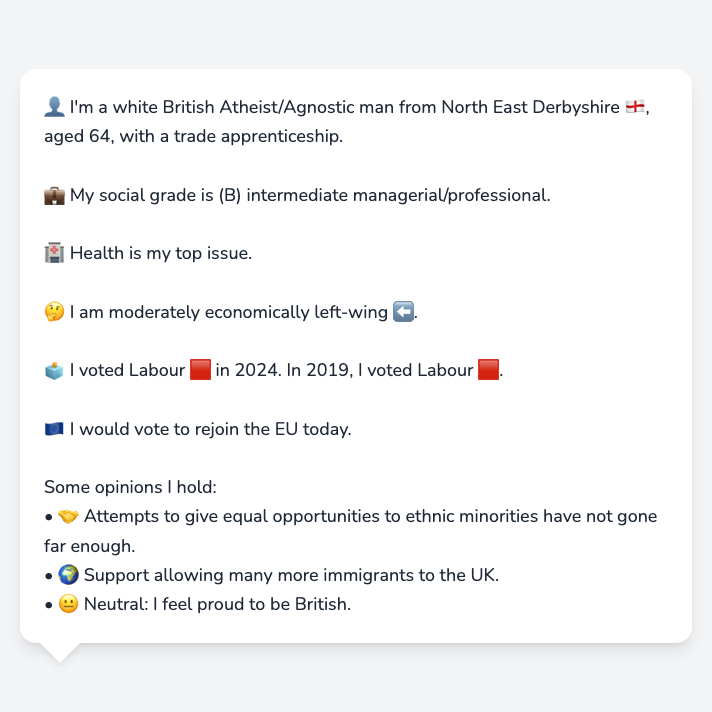 👤 I'm a white British Atheist/Agnostic man from North East Derbyshire 🏴󠁧󠁢󠁥󠁮󠁧󠁿,
aged 64, with a trade apprenticeship.
💼 My social grade is (B) intermediate managerial/professional.
🏥 Health is my top issue.
🤔 I am moderately economically left-wing ⬅️.
🗳️ I voted Labour 🟥 in 2024. In 2019, I voted Labour 🟥.
🇪🇺 I would vote to rejoin the EU today.
Some opinions I hold:
• 🤝 Attempts to give equal opportunities to ethnic minorities have not gone
far enough.
• 🌍 Support allowing many more immigrants to the UK.
• 😐 Neutral: I feel proud to be British.